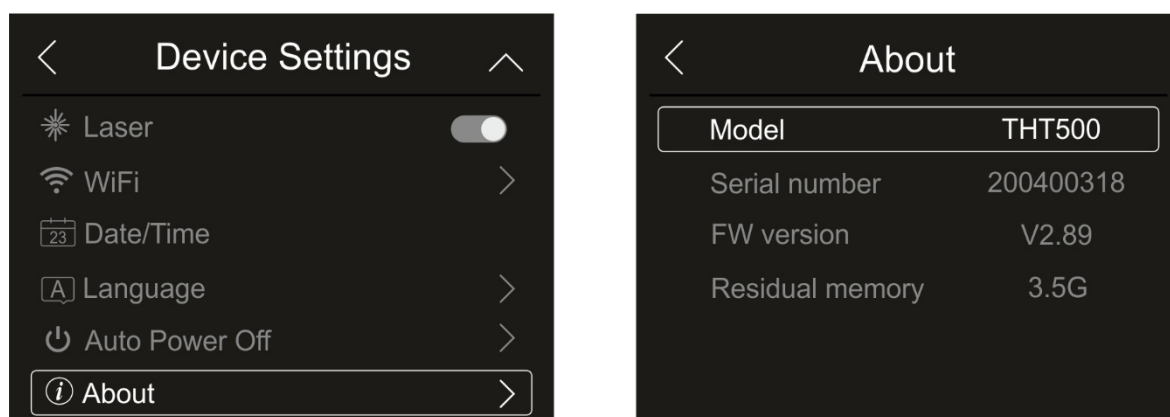 Device Settings
Laser
WiFi
23 Date/Time
A Language
Auto Power Off
i About
About
Model THT500
Serial number 200400318
FW version V2.89
Residual memory 3.5G